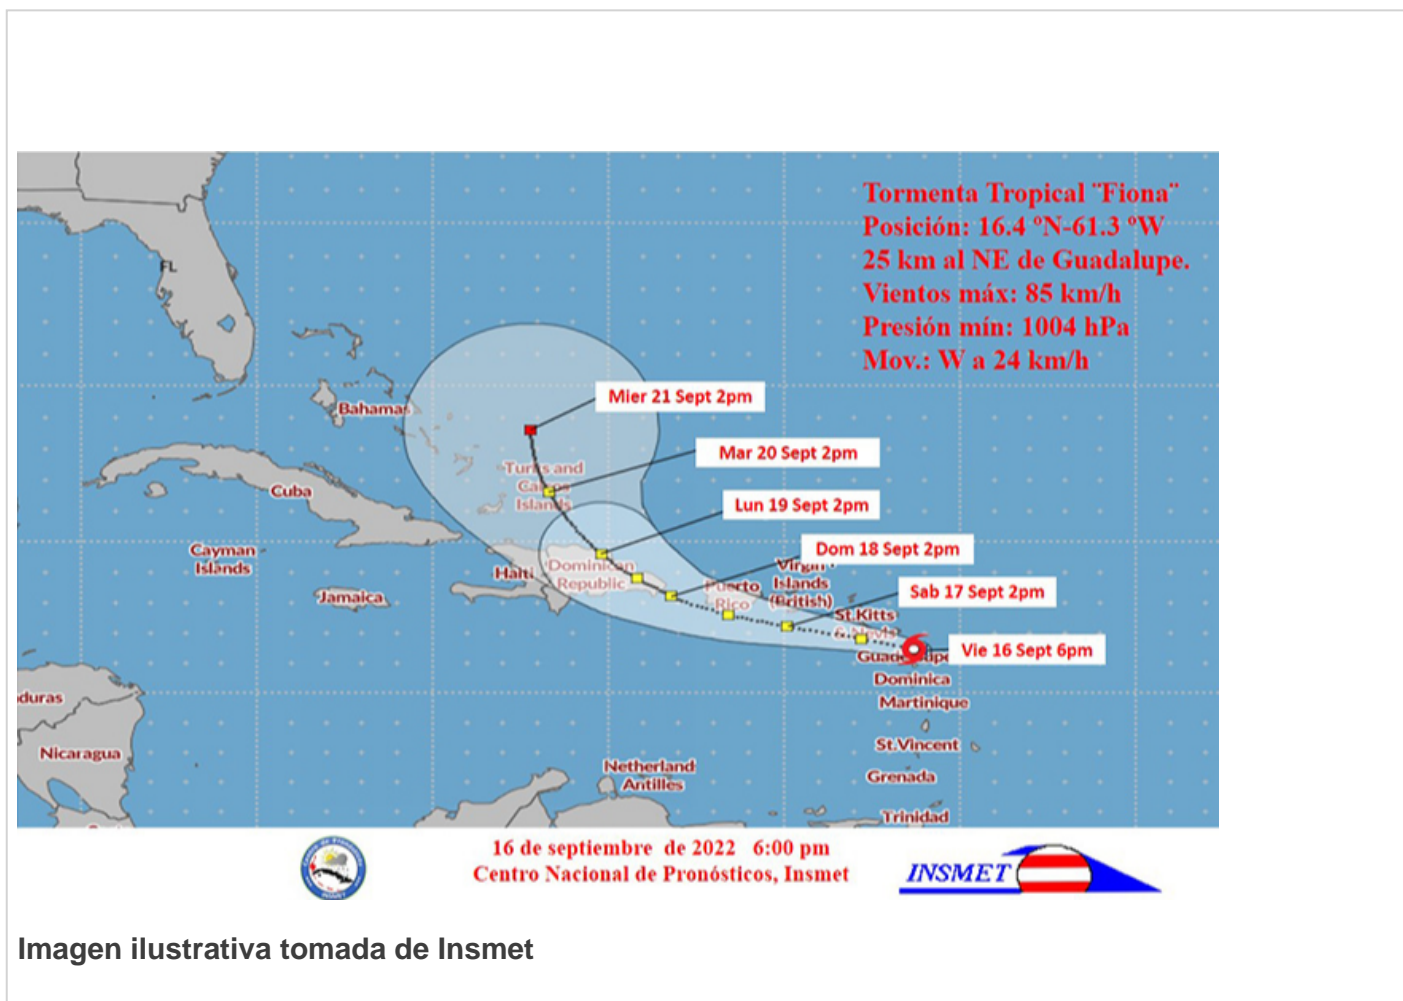 Tormenta Tropical ¨Fiona¨
Posición: 16.4 ºN-61.3 ºW
25 km al NE de Guadalupe.
Vientos máx: 85 km/h
Presión mín: 1004 hPa
Mov.: W a 24 km/h
FL
Mier 21 Sept 2pm
Bahamas
Mar 20 Sept 2pm
Turks and
Caicos
Islands
Cuba
Lun 19 Sept 2pm
Cayman
Islands
Dom 18 Sept 2pm
Haiti
Dominican
Republic
Puerto
Rico
Virgin
Islands
(British)
Sab 17 Sept 2pm
Jamaica
St.Kitts
& Nevis
Vie 16 Sept 6pm
Guadeloupe
Dominica
Martinique
duras
Nicaragua
St.Vincent
Netherland
Antilles
Grenada
Trinidad
16 de septiembre de 2022 6:00 pm
Centro Nacional de Pronósticos, Insmet
INSMET
Imagen ilustrativa tomada de Insmet